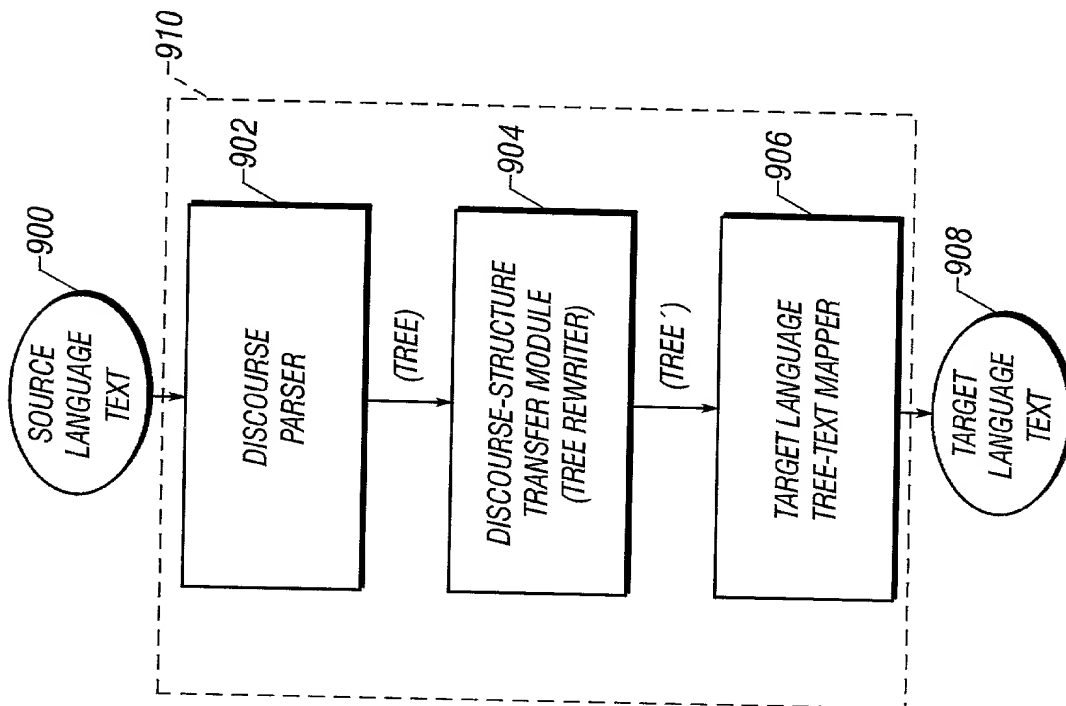 900
SOURCE
LANGUAGE
TEXT
910
902
DISCOURSE
PARSER
(TREE)
904
DISCOURSE-STRUCTURE
TRANSFER MODULE
(TREE REWRITER)
(TREE´)
906
TARGET LANGUAGE
TREE-TEXT MAPPER
908
TARGET
LANGUAGE
TEXT